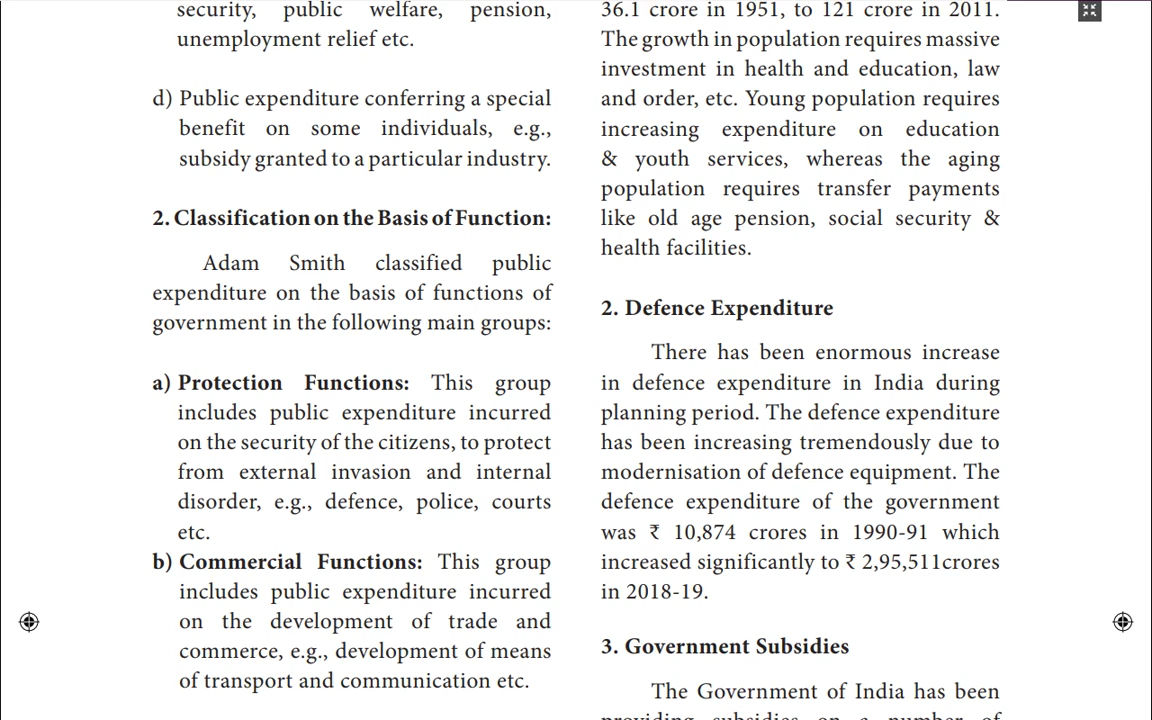 security, public welfare, pension,
unemployment relief etc.
d) Public expenditure conferring a special
benefit on some individuals, e.g.,
subsidy granted to a particular industry.
2. Classification on the Basis of Function:
Adam Smith classified public
expenditure on the basis of functions of
government in the following main groups:
a) Protection Functions: This group
includes public expenditure incurred
on the security of the citizens, to protect
from external invasion and internal
disorder, e.g., defence, police, courts
etc.
b) Commercial Functions: This group
includes public expenditure incurred
on the development of trade and
commerce, e.g., development of means
of transport and communication etc.
36.1 crore in 1951, to 121 crore in 2011.
The growth in population requires massive
investment in health and education, law
and order, etc. Young population requires
increasing expenditure on education
& youth services, whereas the aging
population requires transfer payments
like old age pension, social security &
health facilities.
2. Defence Expenditure
There has been enormous increase
in defence expenditure in India during
planning period. The defence expenditure
has been increasing tremendously due to
modernisation of defence equipment. The
defence expenditure of the government
was ₹ 10,874 crores in 1990-91 which
increased significantly to ₹ 2,95,511crores
in 2018-19.
3. Government Subsidies
The Government of India has been
providing subsidies on a number of